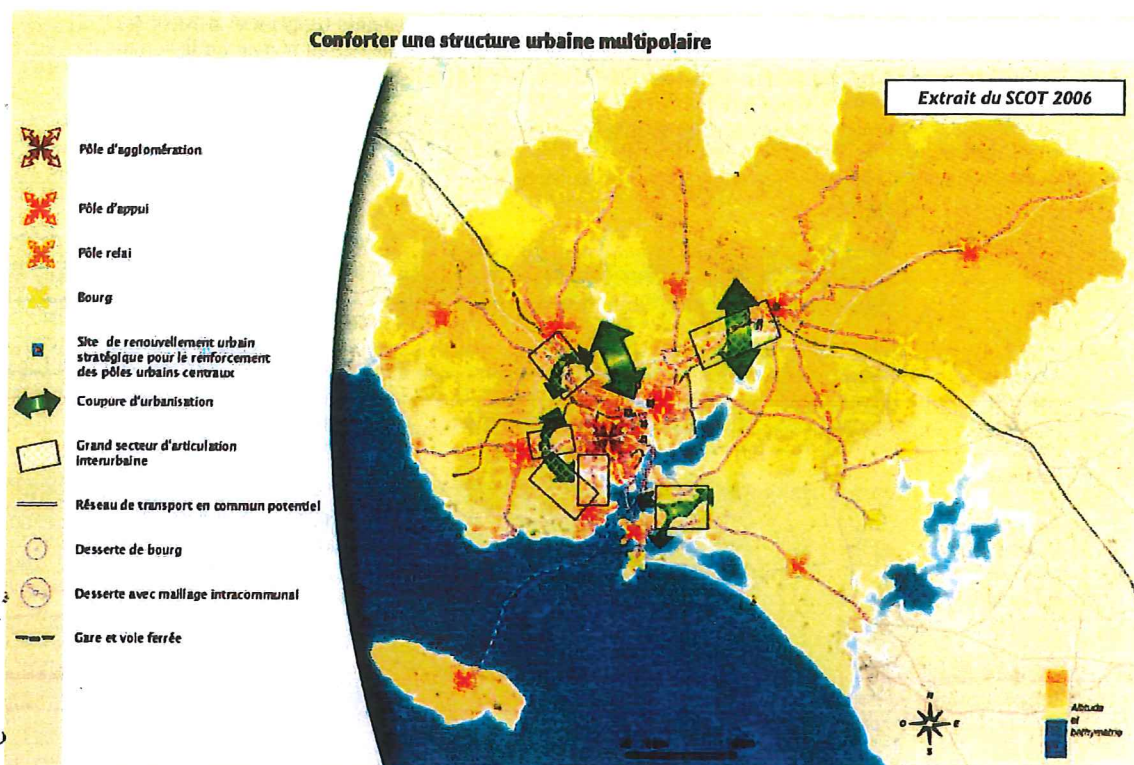 Conforter une structure urbaine multipolaire
Extrait du SCOT 2006
Pôle d'agglomération
Pôle d'appui
Pôle relai
Bourg
Site de renouvellement urbain
stratégique pour le renforcement
des pôles urbains centraux
Coupure d'urbanisation
Grand secteur d'articulation
interurbaine
Réseau de transport en commun potentiel
Desserte de bourg
Desserte avec maillage intracommunal
Gare et voie ferrée
N
O
E
S
Altitude
et
bathymétrie